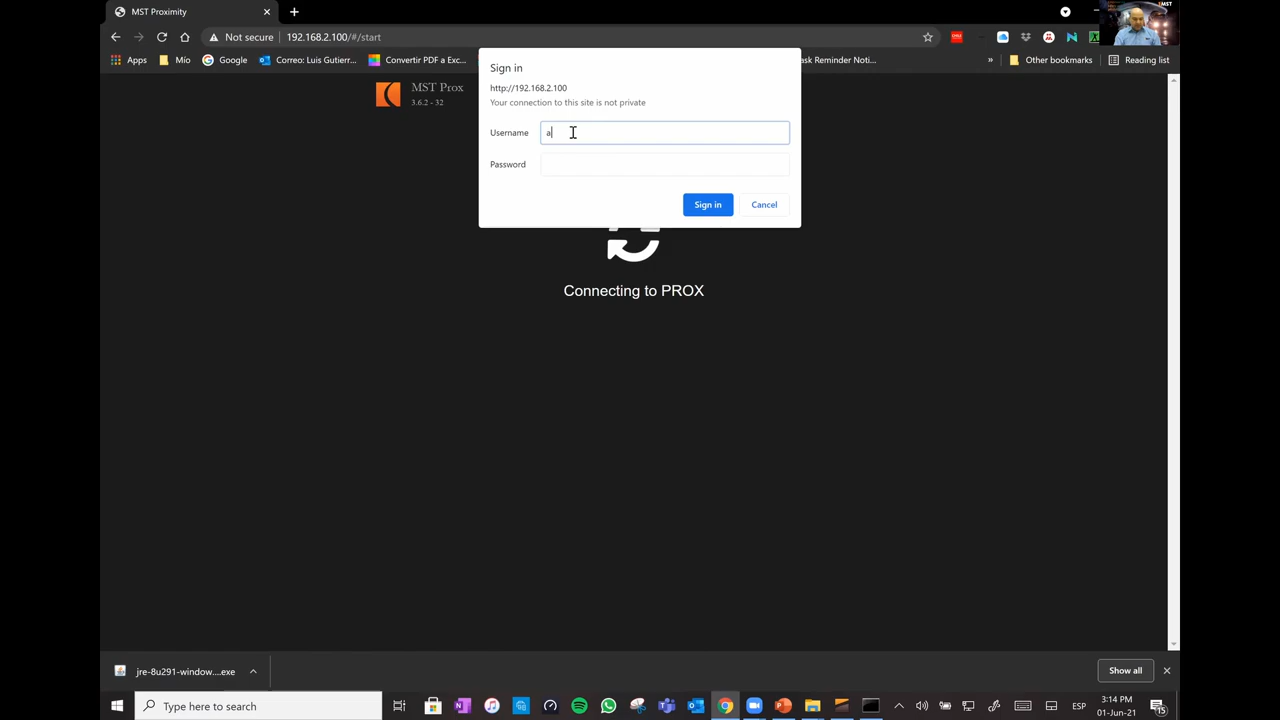 MST Proximity
Not secure
192.168.2.100/#/start
Apps
Mío
Google
Correo: Luis Gutierr...
Convertir PDF a Exc...
ask Reminder Noti...
»
Other bookmarks
Reading list
MST Prox
3.6.2 - 32
Sign in
http://192.168.2.100
Your connection to this site is not private
Username
a
Password
Sign in
Cancel
Connecting to PROX
jre-8u291-window....exe
Show all
Type here to search
ESP
3:14 PM
01-Jun-21
15
MST